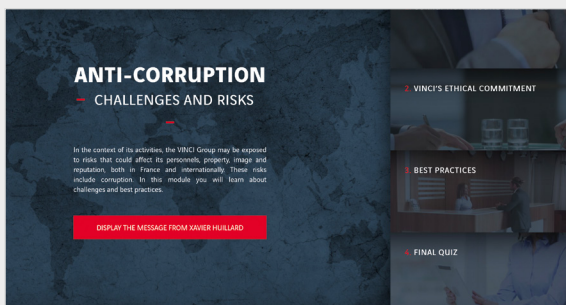 ANTI-CORRUPTION
CHALLENGES AND RISKS
In the context of its activities, the VINCI Group may be exposed
to risks that could affect its personnels, property, image and
reputation, both in France and internationally. These risks
include corruption. In this module you will learn about
challenges and best practices.
DISPLAY THE MESSAGE FROM XAVIER HUILLARD
2. VINCI'S ETHICAL COMMITMENT
3. BEST PRACTICES
4. FINAL QUIZ